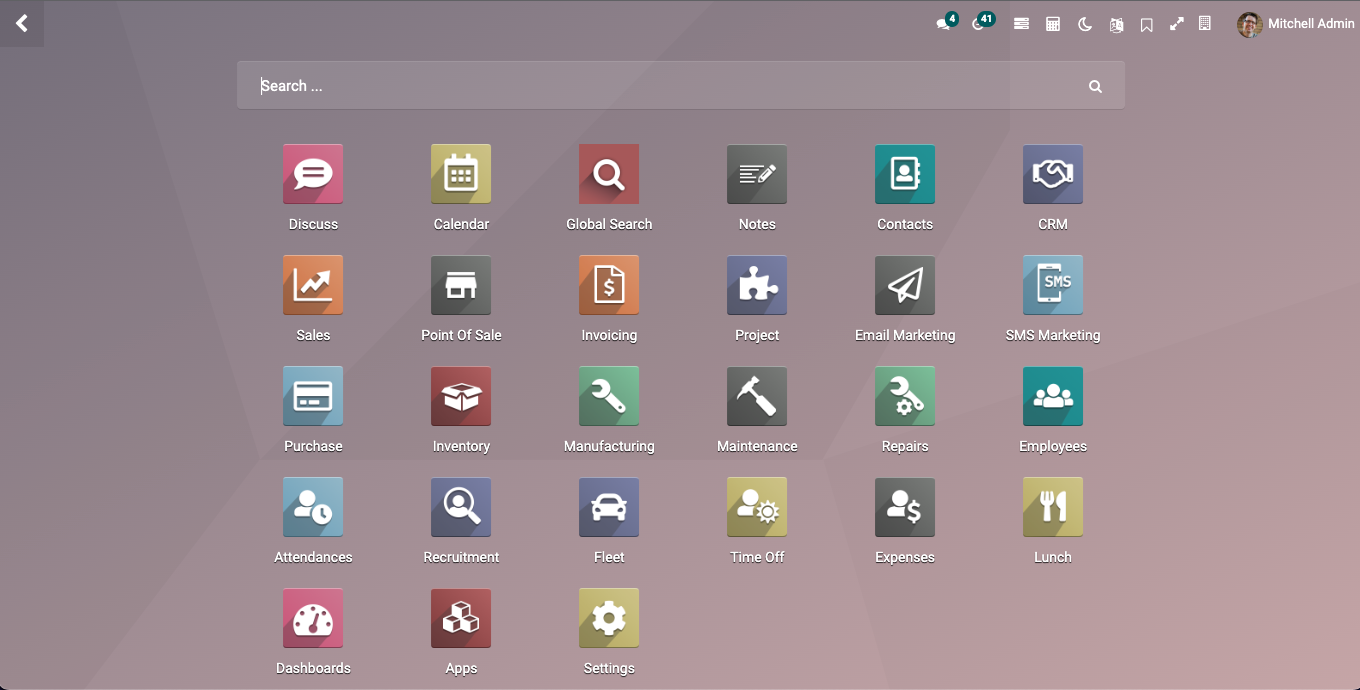 4 41 Mitchell Admin
Search ...
Discuss Calendar Global Search Notes Contacts CRM
SMS
Sales Point Of Sale Invoicing Project Email Marketing SMS Marketing
Purchase Inventory Manufacturing Maintenance Repairs Employees
Attendances Recruitment Fleet Time Off Expenses Lunch
Dashboards Apps Settings